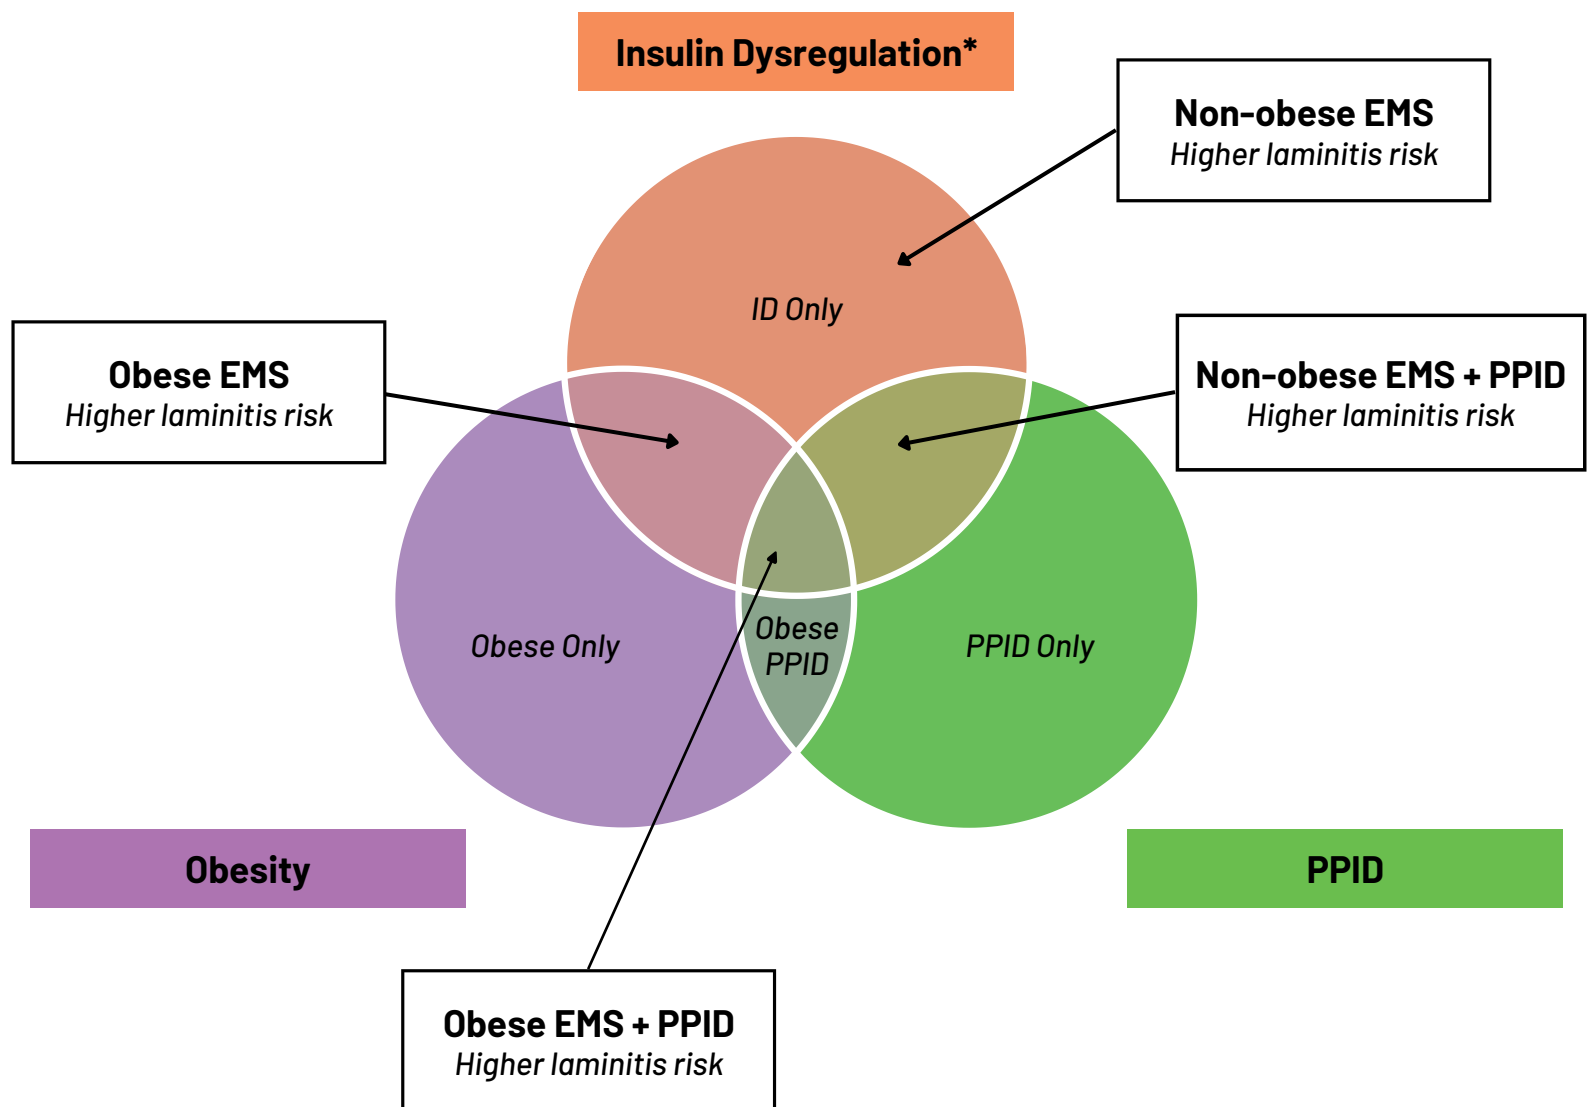 Insulin Dysregulation*
Non-obese EMS
Higher laminitis risk
ID Only
Obese EMS
Higher laminitis risk
Non-obese EMS + PPID
Higher laminitis risk
Obese Only
Obese
PPID
PPID Only
Obesity
PPID
Obese EMS + PPID
Higher laminitis risk